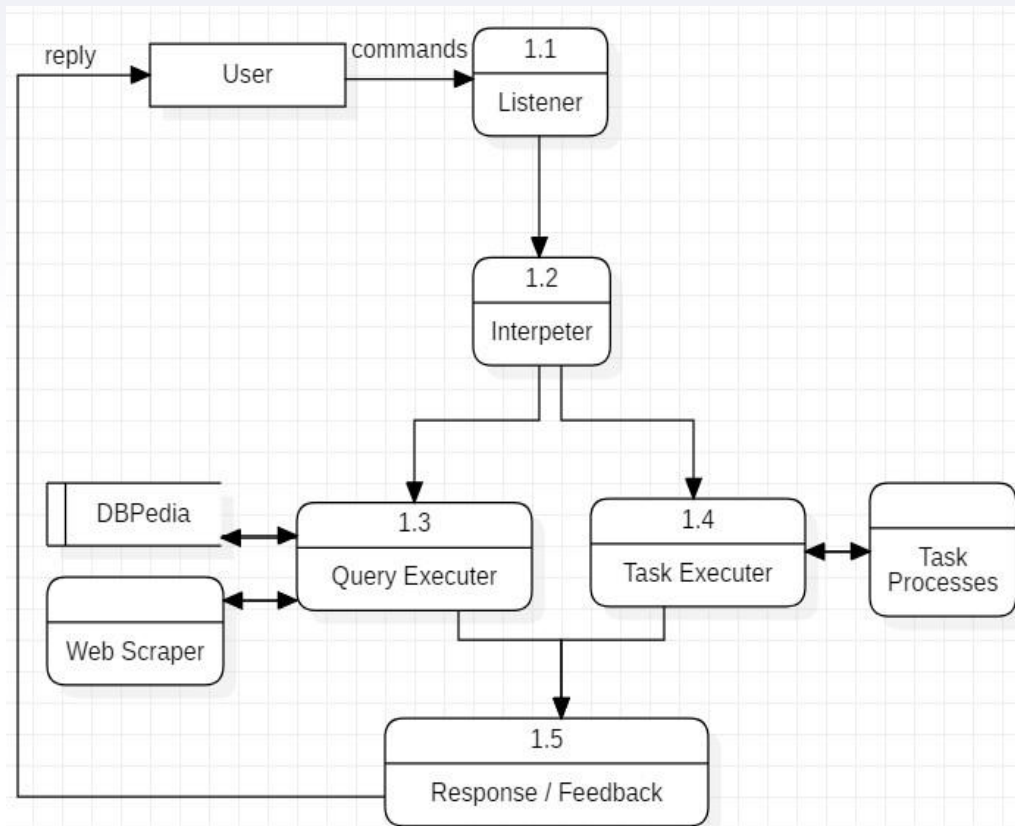 reply
User
commands
1.1
Listener
1.2
Interpeter
DBPedia
1.3
Query Executer
1.4
Task Executer
Task
Processes
Web Scraper
1.5
Response / Feedback